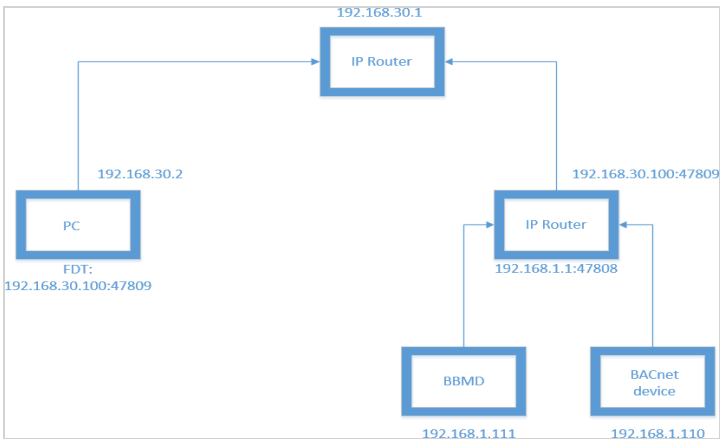 192.168.30.1
IP Router
192.168.30.2
192.168.30.100:47809
PC
IP Router
FDT:
192.168.30.100:47809
192.168.1.1:47808
BBMD
BACnet
device
192.168.1.111
192.168.1.110